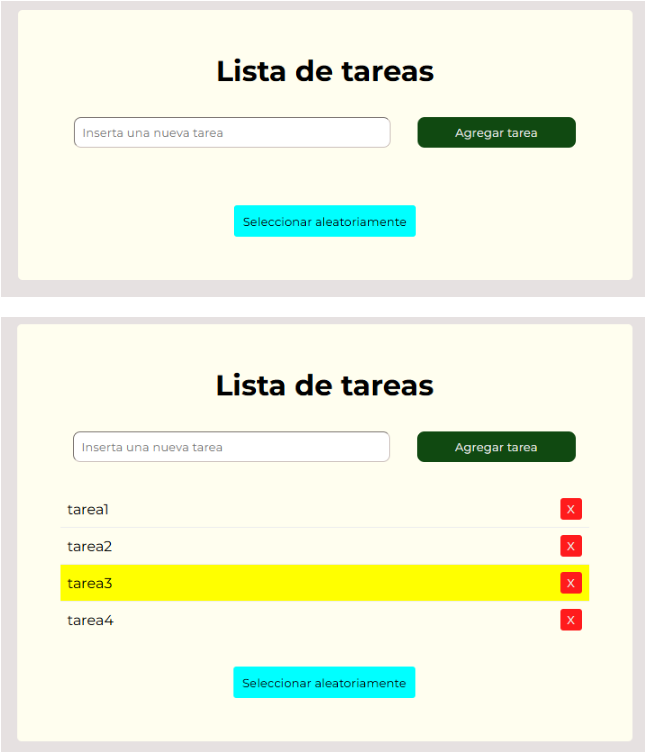 Lista de tareas
Inserta una nueva tarea
Agregar tarea
Seleccionar aleatoriamente
Lista de tareas
Inserta una nueva tarea
Agregar tarea
tarea1
X
tarea2
X
tarea3
X
tarea4
X
Seleccionar aleatoriamente